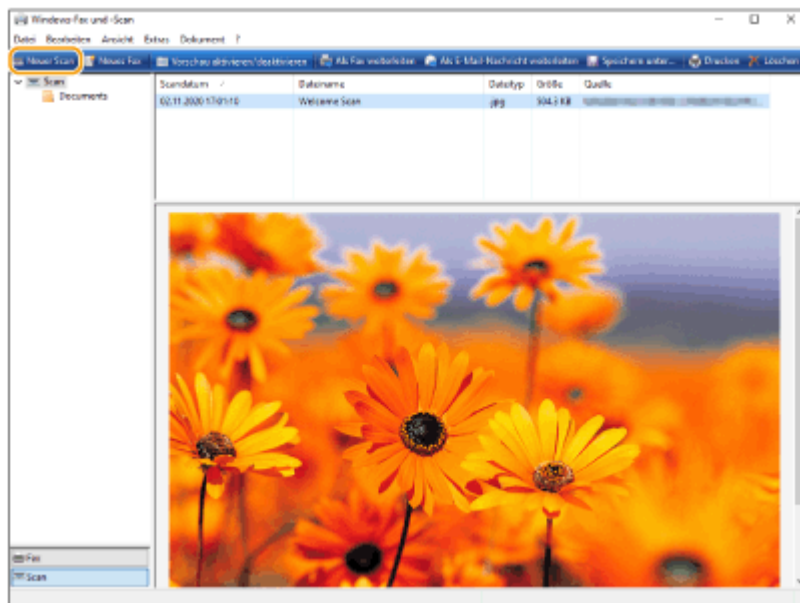 Windows-Fax und -Scan
Datei Bearbeiten Ansicht Extras Dokument ?
Neuer Scan Neues Fax Vorschau aktivieren/deaktivieren Als Fax weiterleiten Als E-Mail-Nachricht weiterleiten Speichern unter... Drucken Löschen
Scan
Documents
Scandatum Dateiname Dateityp Größe Quelle
02.11.2020 17:01:10 Welcome Scan .jpg 504.3 KB
Fax
Scan